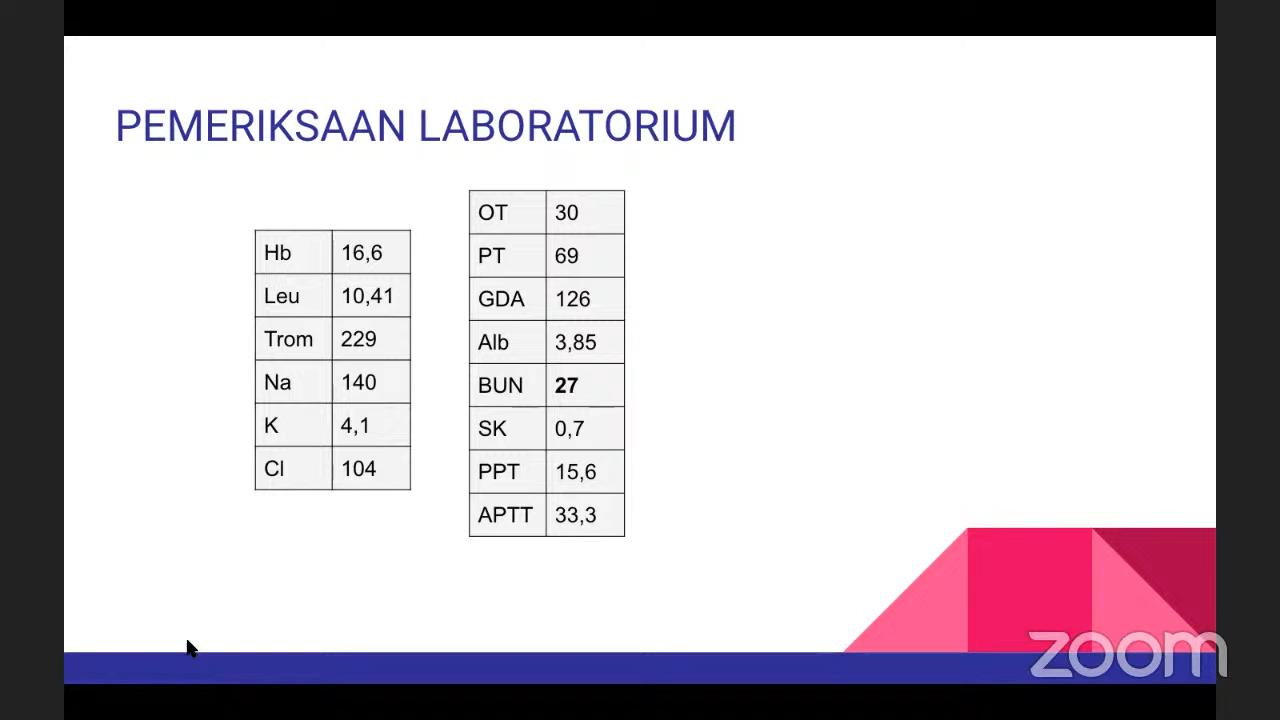 PEMERIKSAAN LABORATORIUM
Hb 16,6
Leu 10,41
Trom 229
Na 140
K 4,1
Cl 104
OT 30
PT 69
GDA 126
Alb 3,85
BUN 27
SK 0,7
PPT 15,6
APTT 33,3
zoom